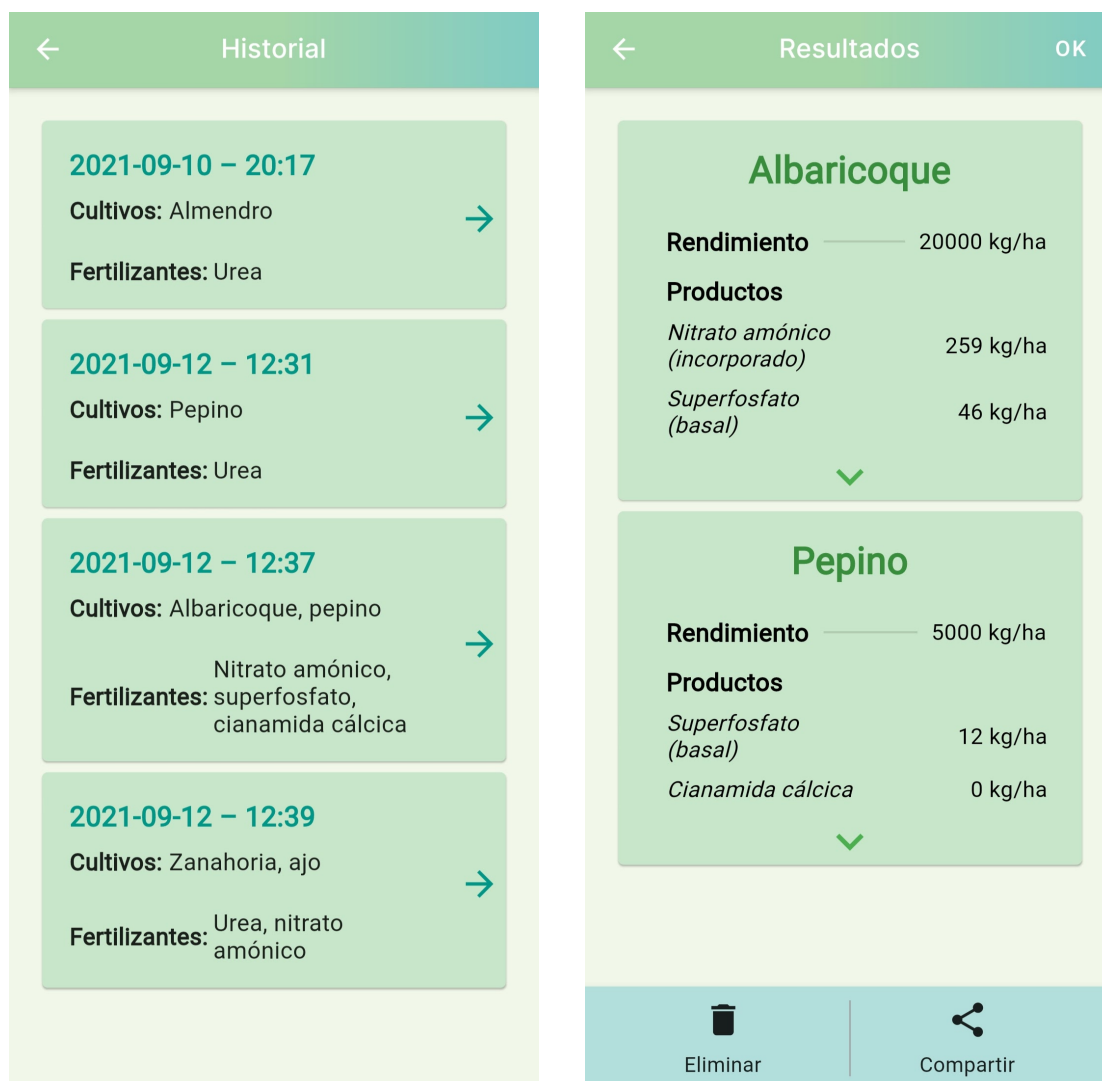 Historial
2021-09-10 – 20:17
Cultivos: Almendro
Fertilizantes: Urea
2021-09-12 – 12:31
Cultivos: Pepino
Fertilizantes: Urea
2021-09-12 – 12:37
Cultivos: Albaricoque, pepino
Nitrato amónico,
Fertilizantes: superfosfato,
cianamida cálcica
2021-09-12 – 12:39
Cultivos: Zanahoria, ajo
Fertilizantes: Urea, nitrato
amónico
Resultados OK
Albaricoque
Rendimiento 20000 kg/ha
Productos
Nitrato amónico
(incorporado) 259 kg/ha
Superfosfato
(basal) 46 kg/ha
Pepino
Rendimiento 5000 kg/ha
Productos
Superfosfato
(basal) 12 kg/ha
Cianamida cálcica 0 kg/ha
Eliminar Compartir